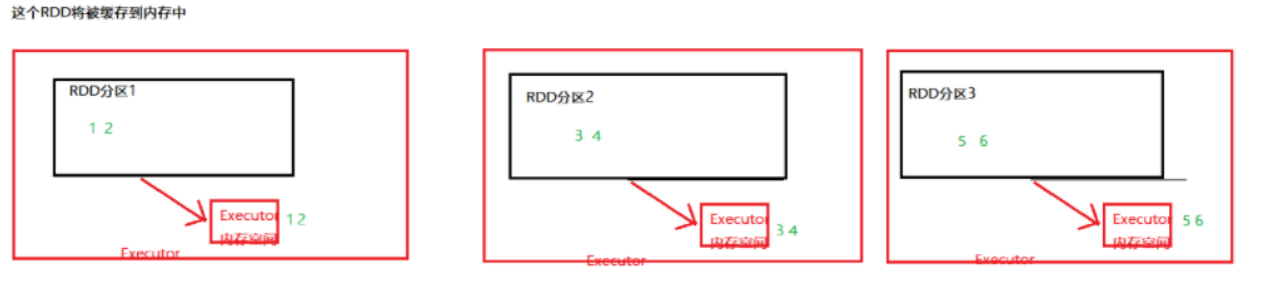 这个RDD将被缓存到内存中
RDD分区1
1 2
Executor
内存空间
1 2
Executor
RDD分区2
3 4
Executor
内存空间
3 4
Executor
RDD分区3
5 6
Executor
内存空间
5 6
Executor